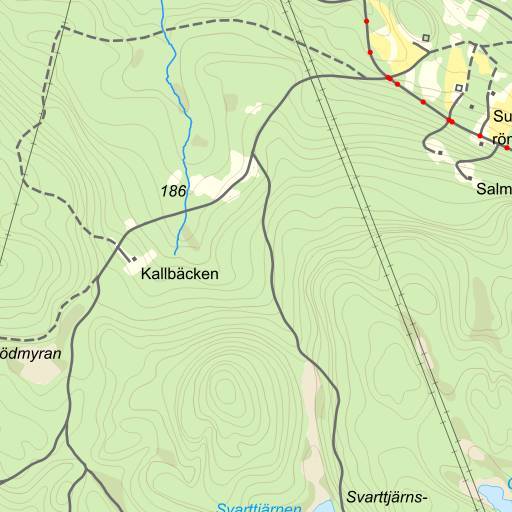 Su
rön
186
Salm
Kallbäcken
ödmyran
Svarttjärns-
Svarttjärnen